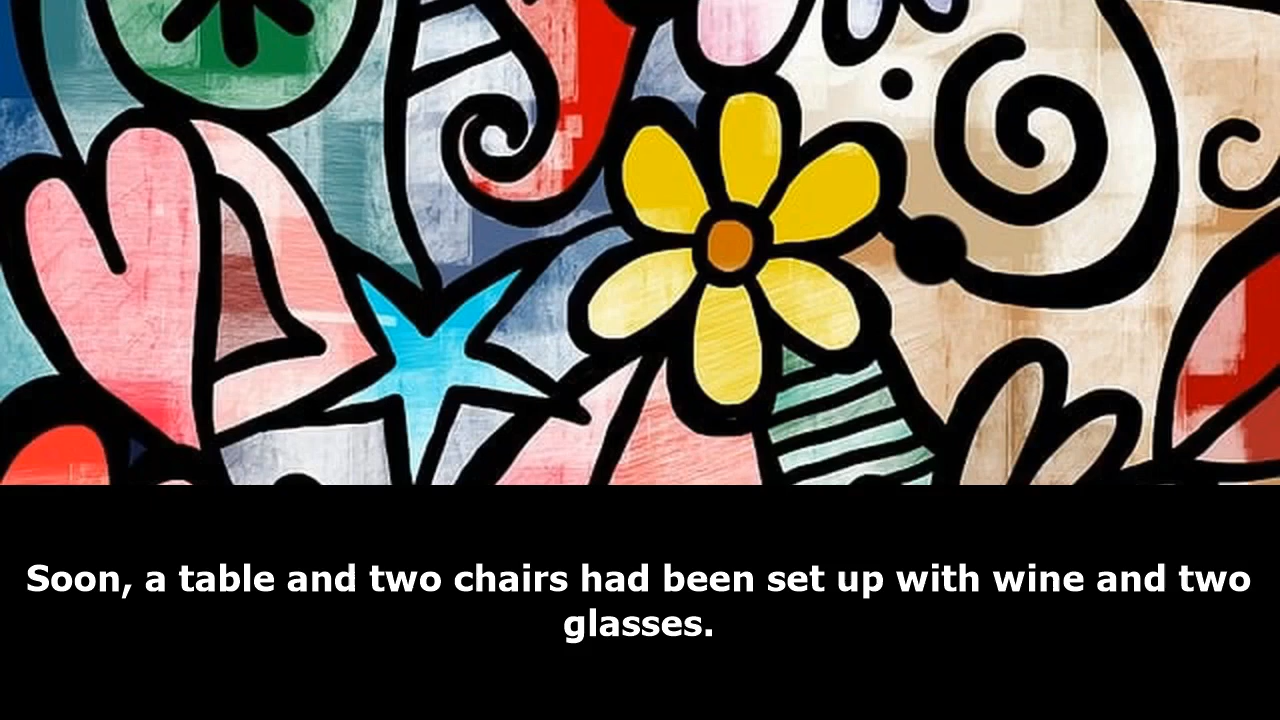 Soon, a table and two chairs had been set up with wine and two
glasses.